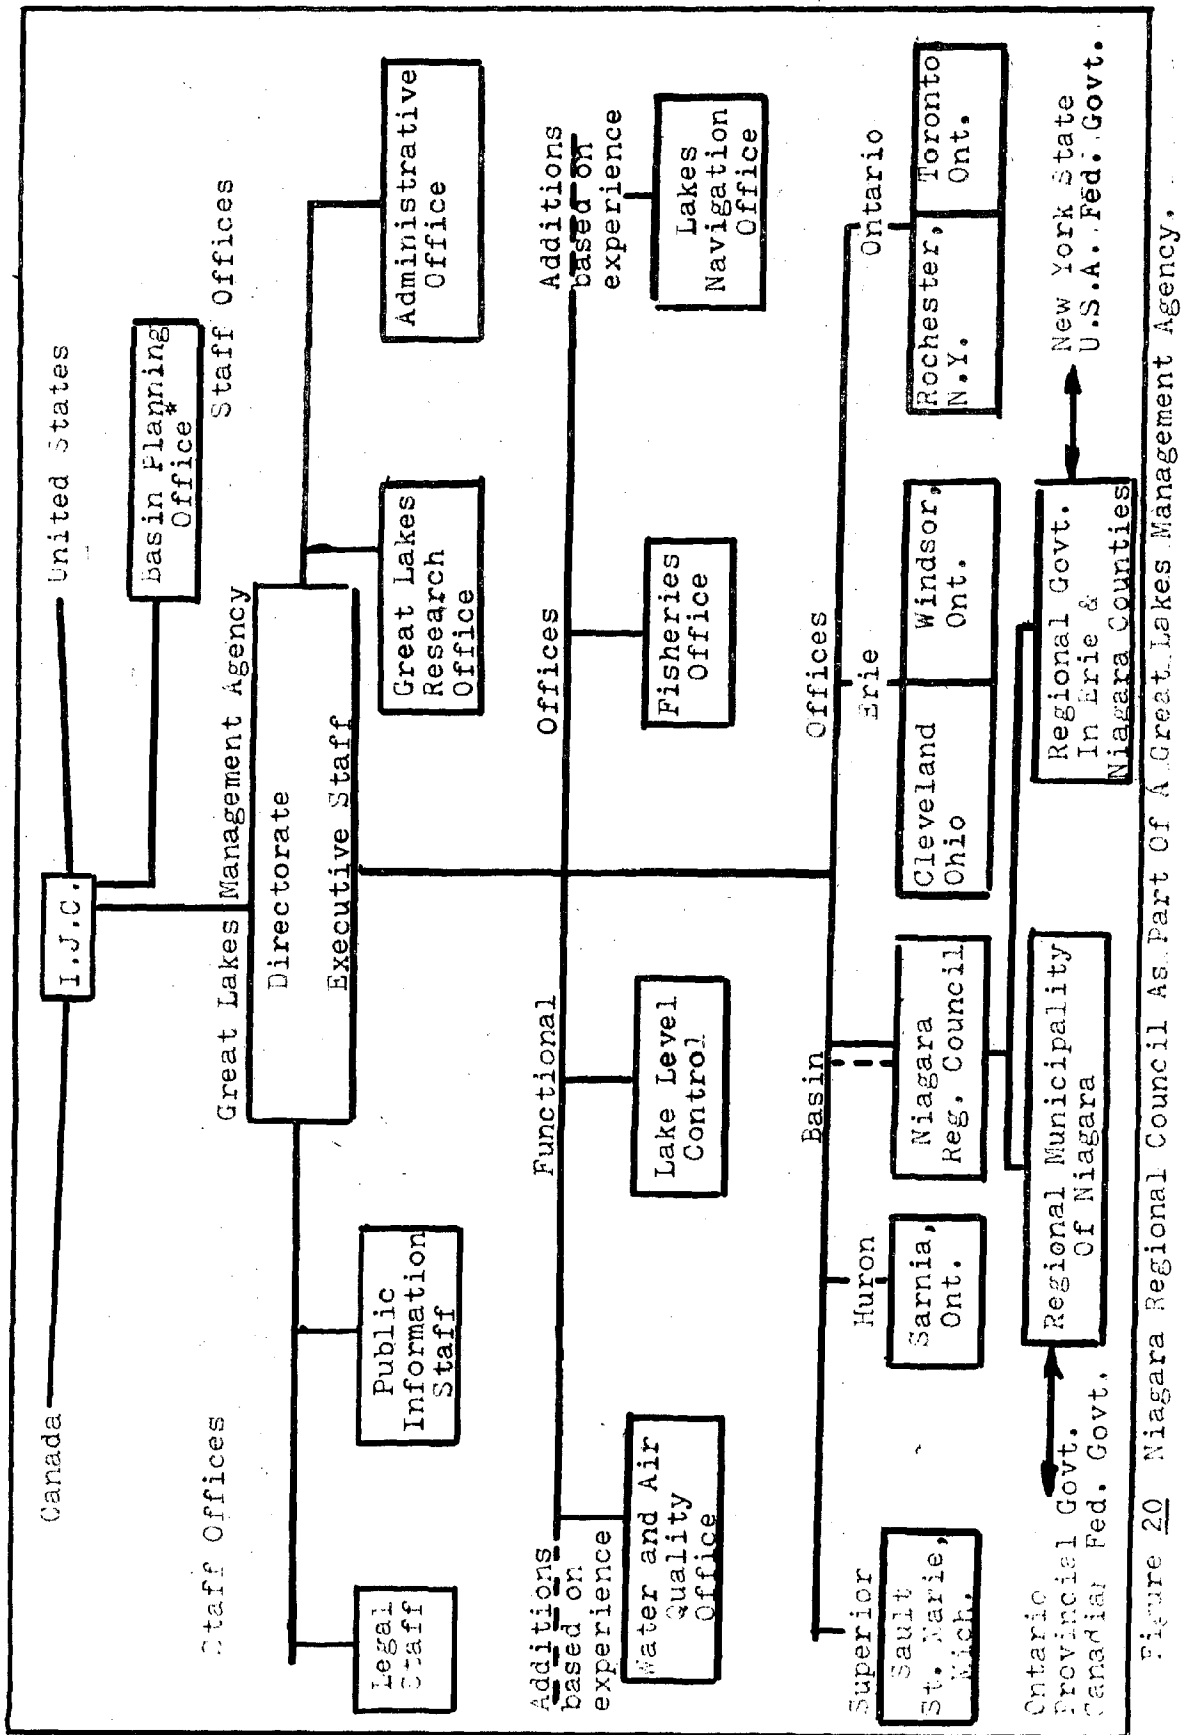 Canada
I.J.C.
United States
Basin Planning
Office*
Staff Offices
Great Lakes Management Agency
Staff Offices
Directorate
Executive Staff
Legal
Staff
Public
Information
Staff
Great Lakes
Research
Office
Administrative
Office
Additions
based on
experience
Functional
Offices
Additions
based on
experience
Water and Air
Quality
Office
Lake Level
Control
Fisheries
Office
Lakes
Navigation
Office
Basin
Offices
Superior
Huron
Erie
Ontario
Sault
St. Marie,
Mich.
Sarnia,
Ont.
Niagara
Reg. Council
Cleveland
Ohio
Windsor,
Ont.
Rochester,
N.Y.
Toronto
Ont.
Ontario
Provincial Govt.
Canadian Fed. Govt.
Regional Municipality
Of Niagara
Regional Govt.
In Erie &
Niagara Counties
New York State
U.S.A. Fed. Govt.
Figure 20 Niagara Regional Council As Part Of A Great Lakes Management Agency.